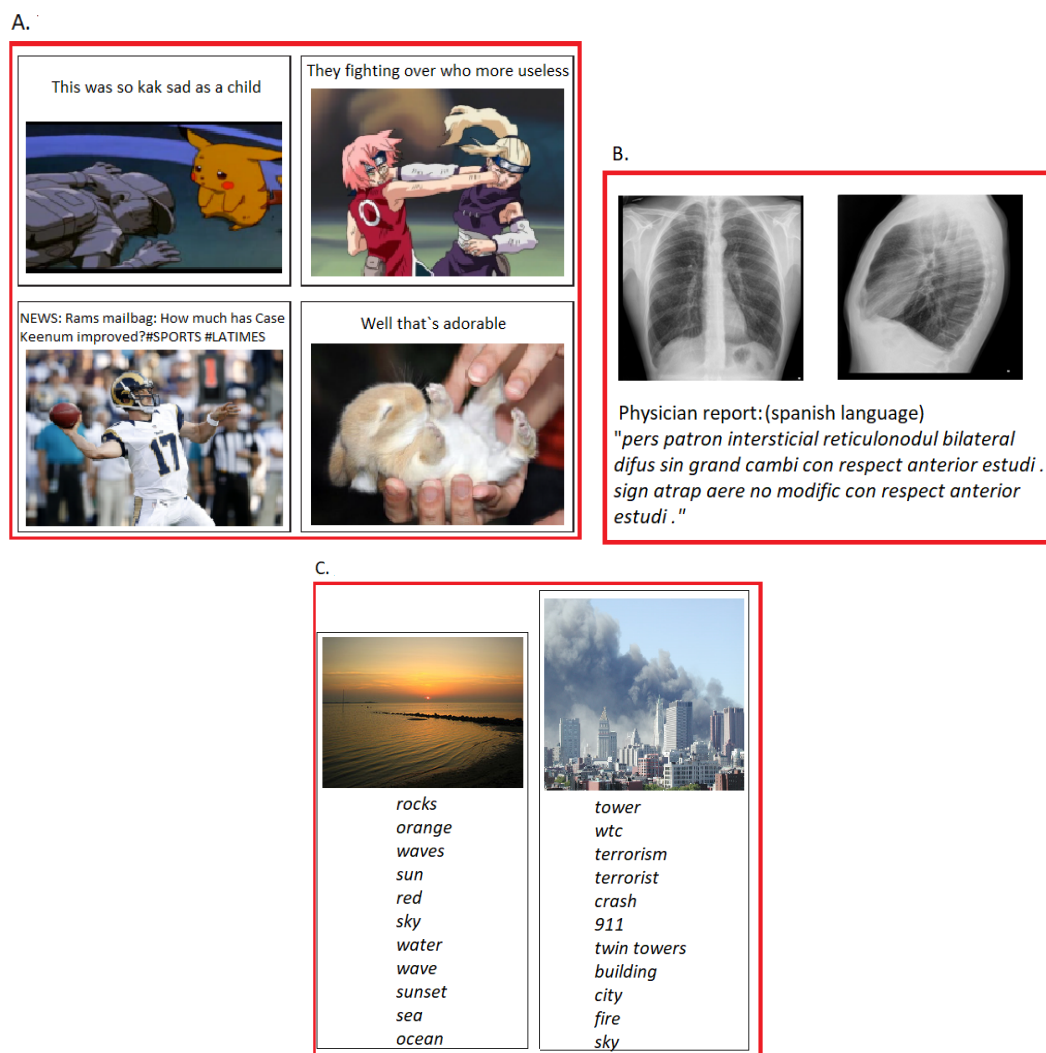 A.
This was so kak sad as a child
They fighting over who more useless
NEWS: Rams mailbag: How much has Case
Keenum improved?#SPORTS #LATIMES
17
Well that`s adorable
B.
Physician report:(spanish language)
"pers patron intersticial reticulonodul bilateral
difus sin grand cambi con respect anterior estudi .
sign atrap aere no modific con respect anterior
estudi ."
C.
rocks
orange
waves
sun
red
sky
water
wave
sunset
sea
ocean
tower
wtc
terrorism
terrorist
crash
911
twin towers
building
city
fire
sky